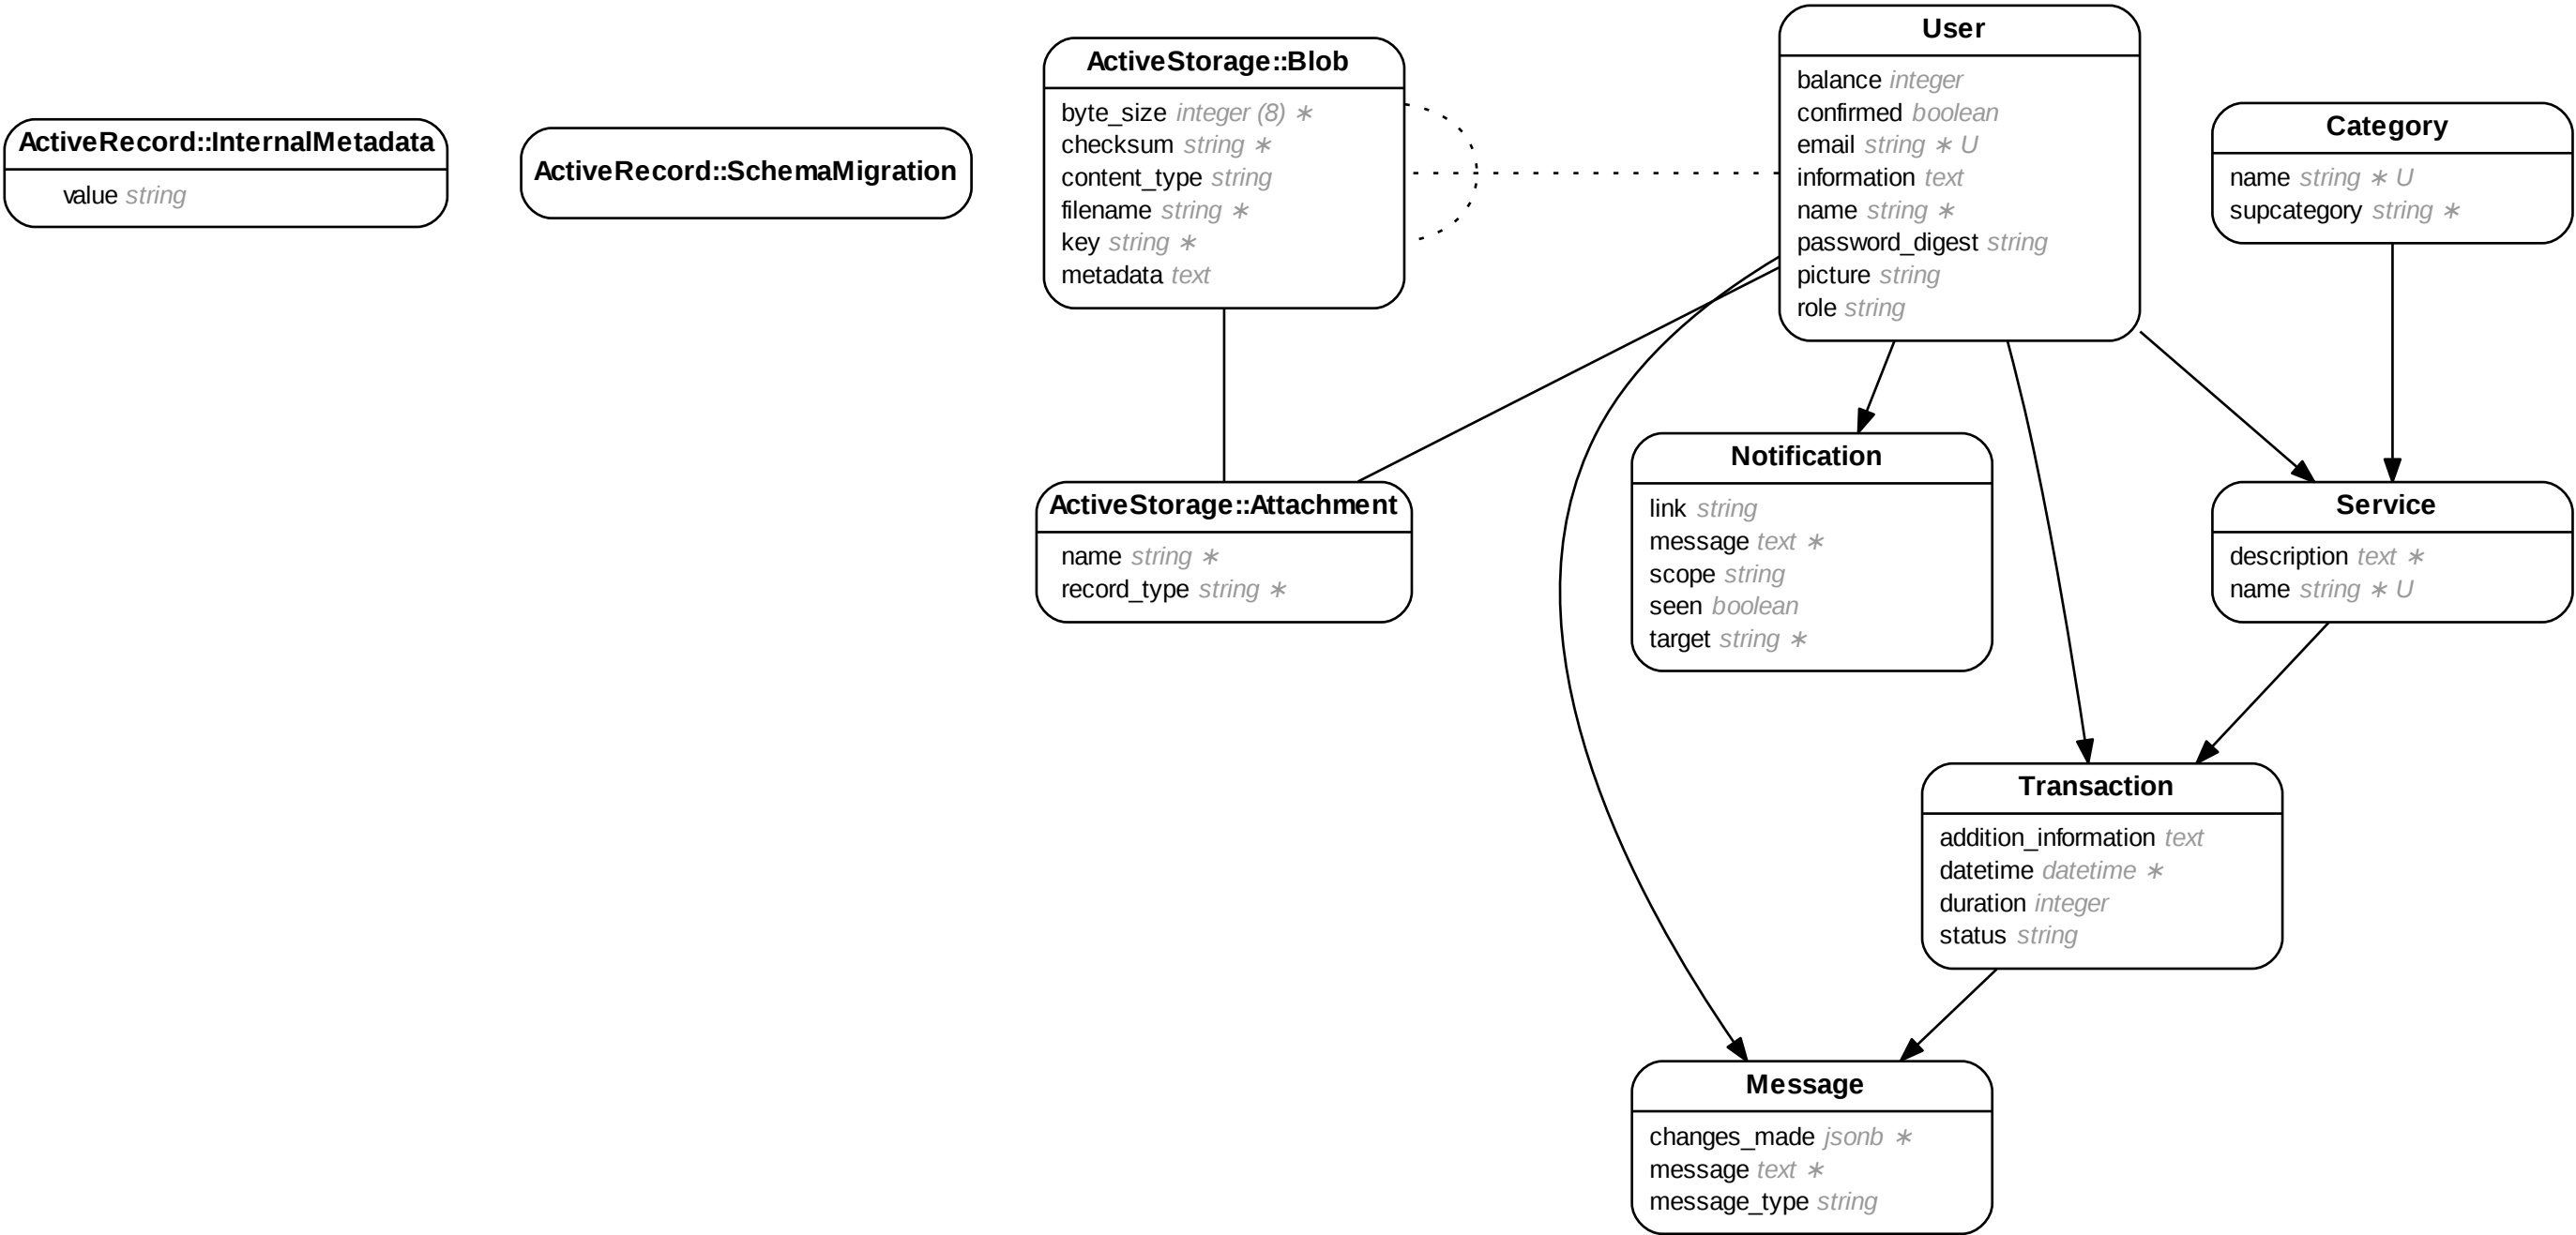 ActiveRecord::InternalMetadata
value string
ActiveRecord::SchemaMigration
ActiveStorage::Blob
byte_size integer (8) ∗
checksum string ∗
content_type string
filename string ∗
key string ∗
metadata text
User
balance integer
confirmed boolean
email string ∗ U
information text
name string ∗
password_digest string
picture string
role string
Category
name string ∗ U
supcategory string ∗
ActiveStorage::Attachment
name string ∗
record_type string ∗
Notification
link string
message text ∗
scope string
seen boolean
target string ∗
Service
description text ∗
name string ∗ U
Transaction
addition_information text
datetime datetime ∗
duration integer
status string
Message
changes_made jsonb ∗
message text ∗
message_type string